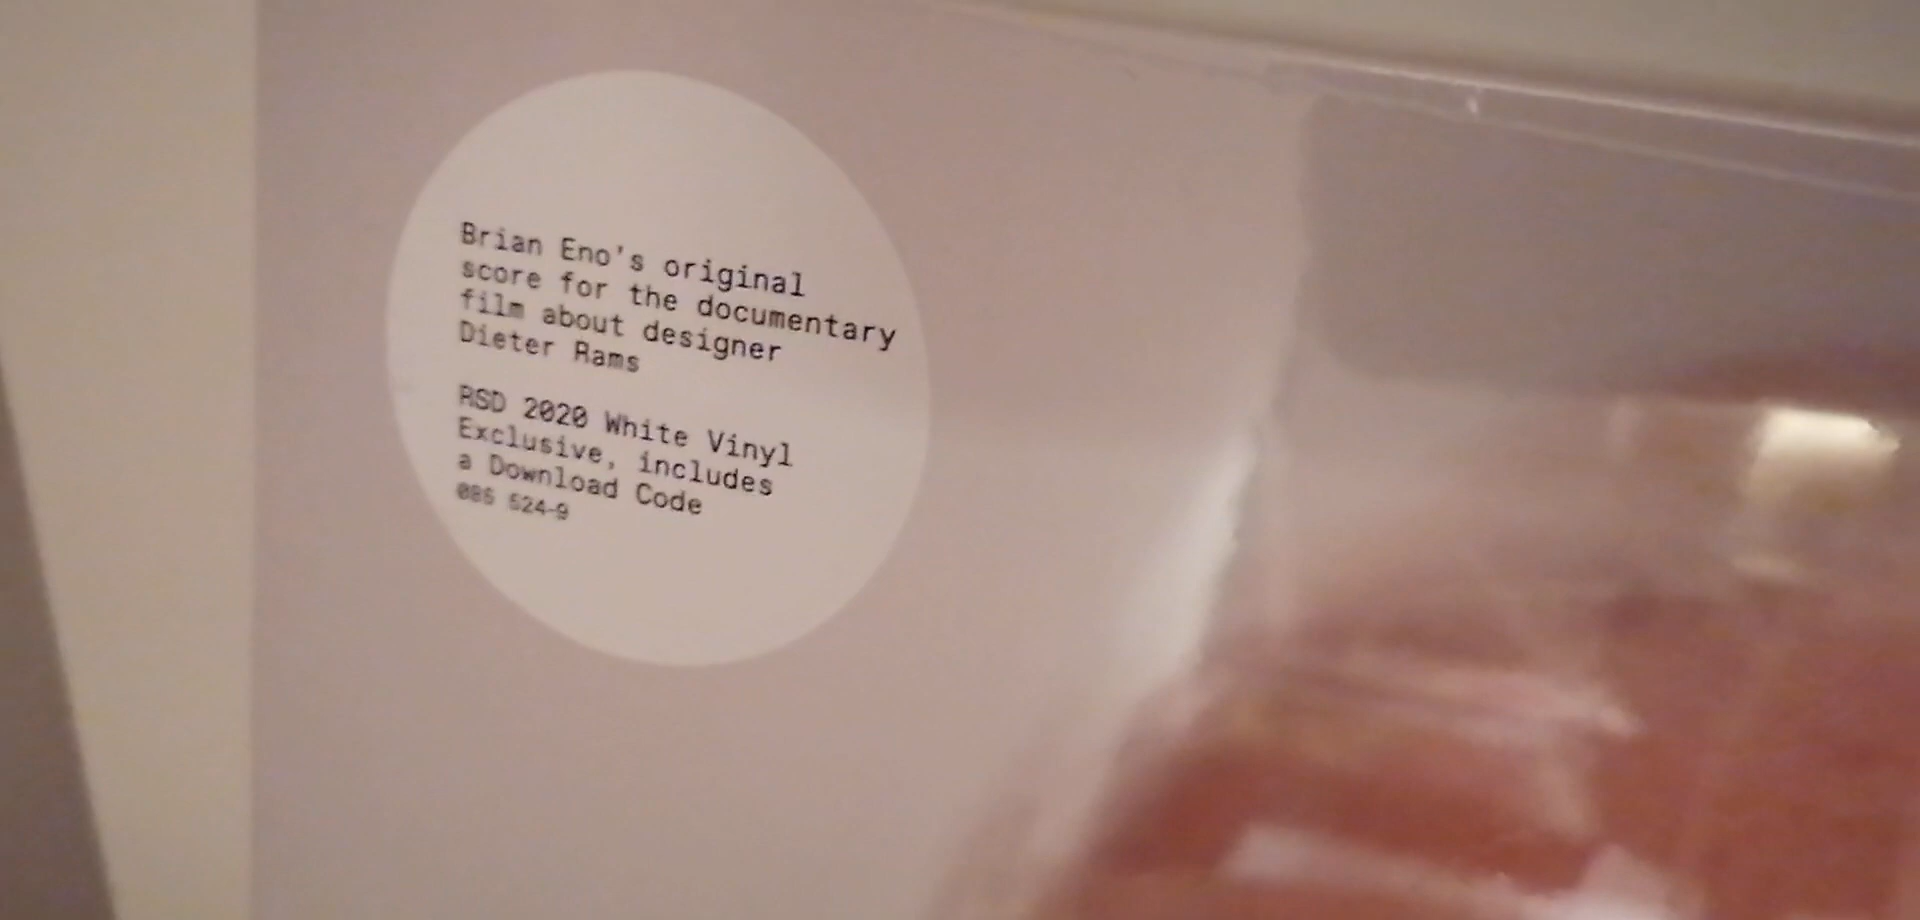 Brian Eno's original
score for the documentary
film about designer
Dieter Rams
RSD 2020 White Vinyl
Exclusive, includes
a Download Code
086 524-9